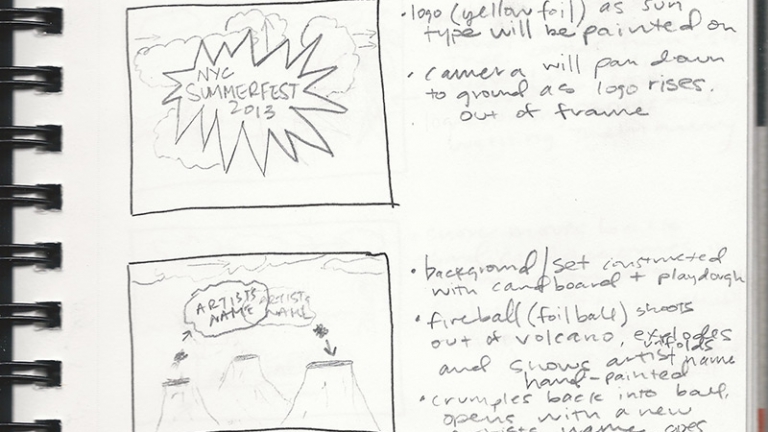 • logo (yellow foil) as sun
type will be painted on
• camera will pan down
to ground as logo rises.
out of frame
NYC
SUMMERFEST
2013
• background/set constructed
with cardboard + playdough
• fireball (foil ball) shoots
out of volcano, explodes
unfolds
and shows artist name
hand-painted
• crumples back into ball,
opens with a new
name goes
ARTISTS
NAME
ARTISTS
NAME